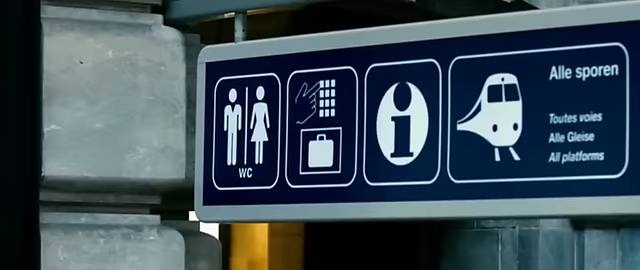 WC
i
Alle sporen
Toutes voies
Alle Gleise
All platforms